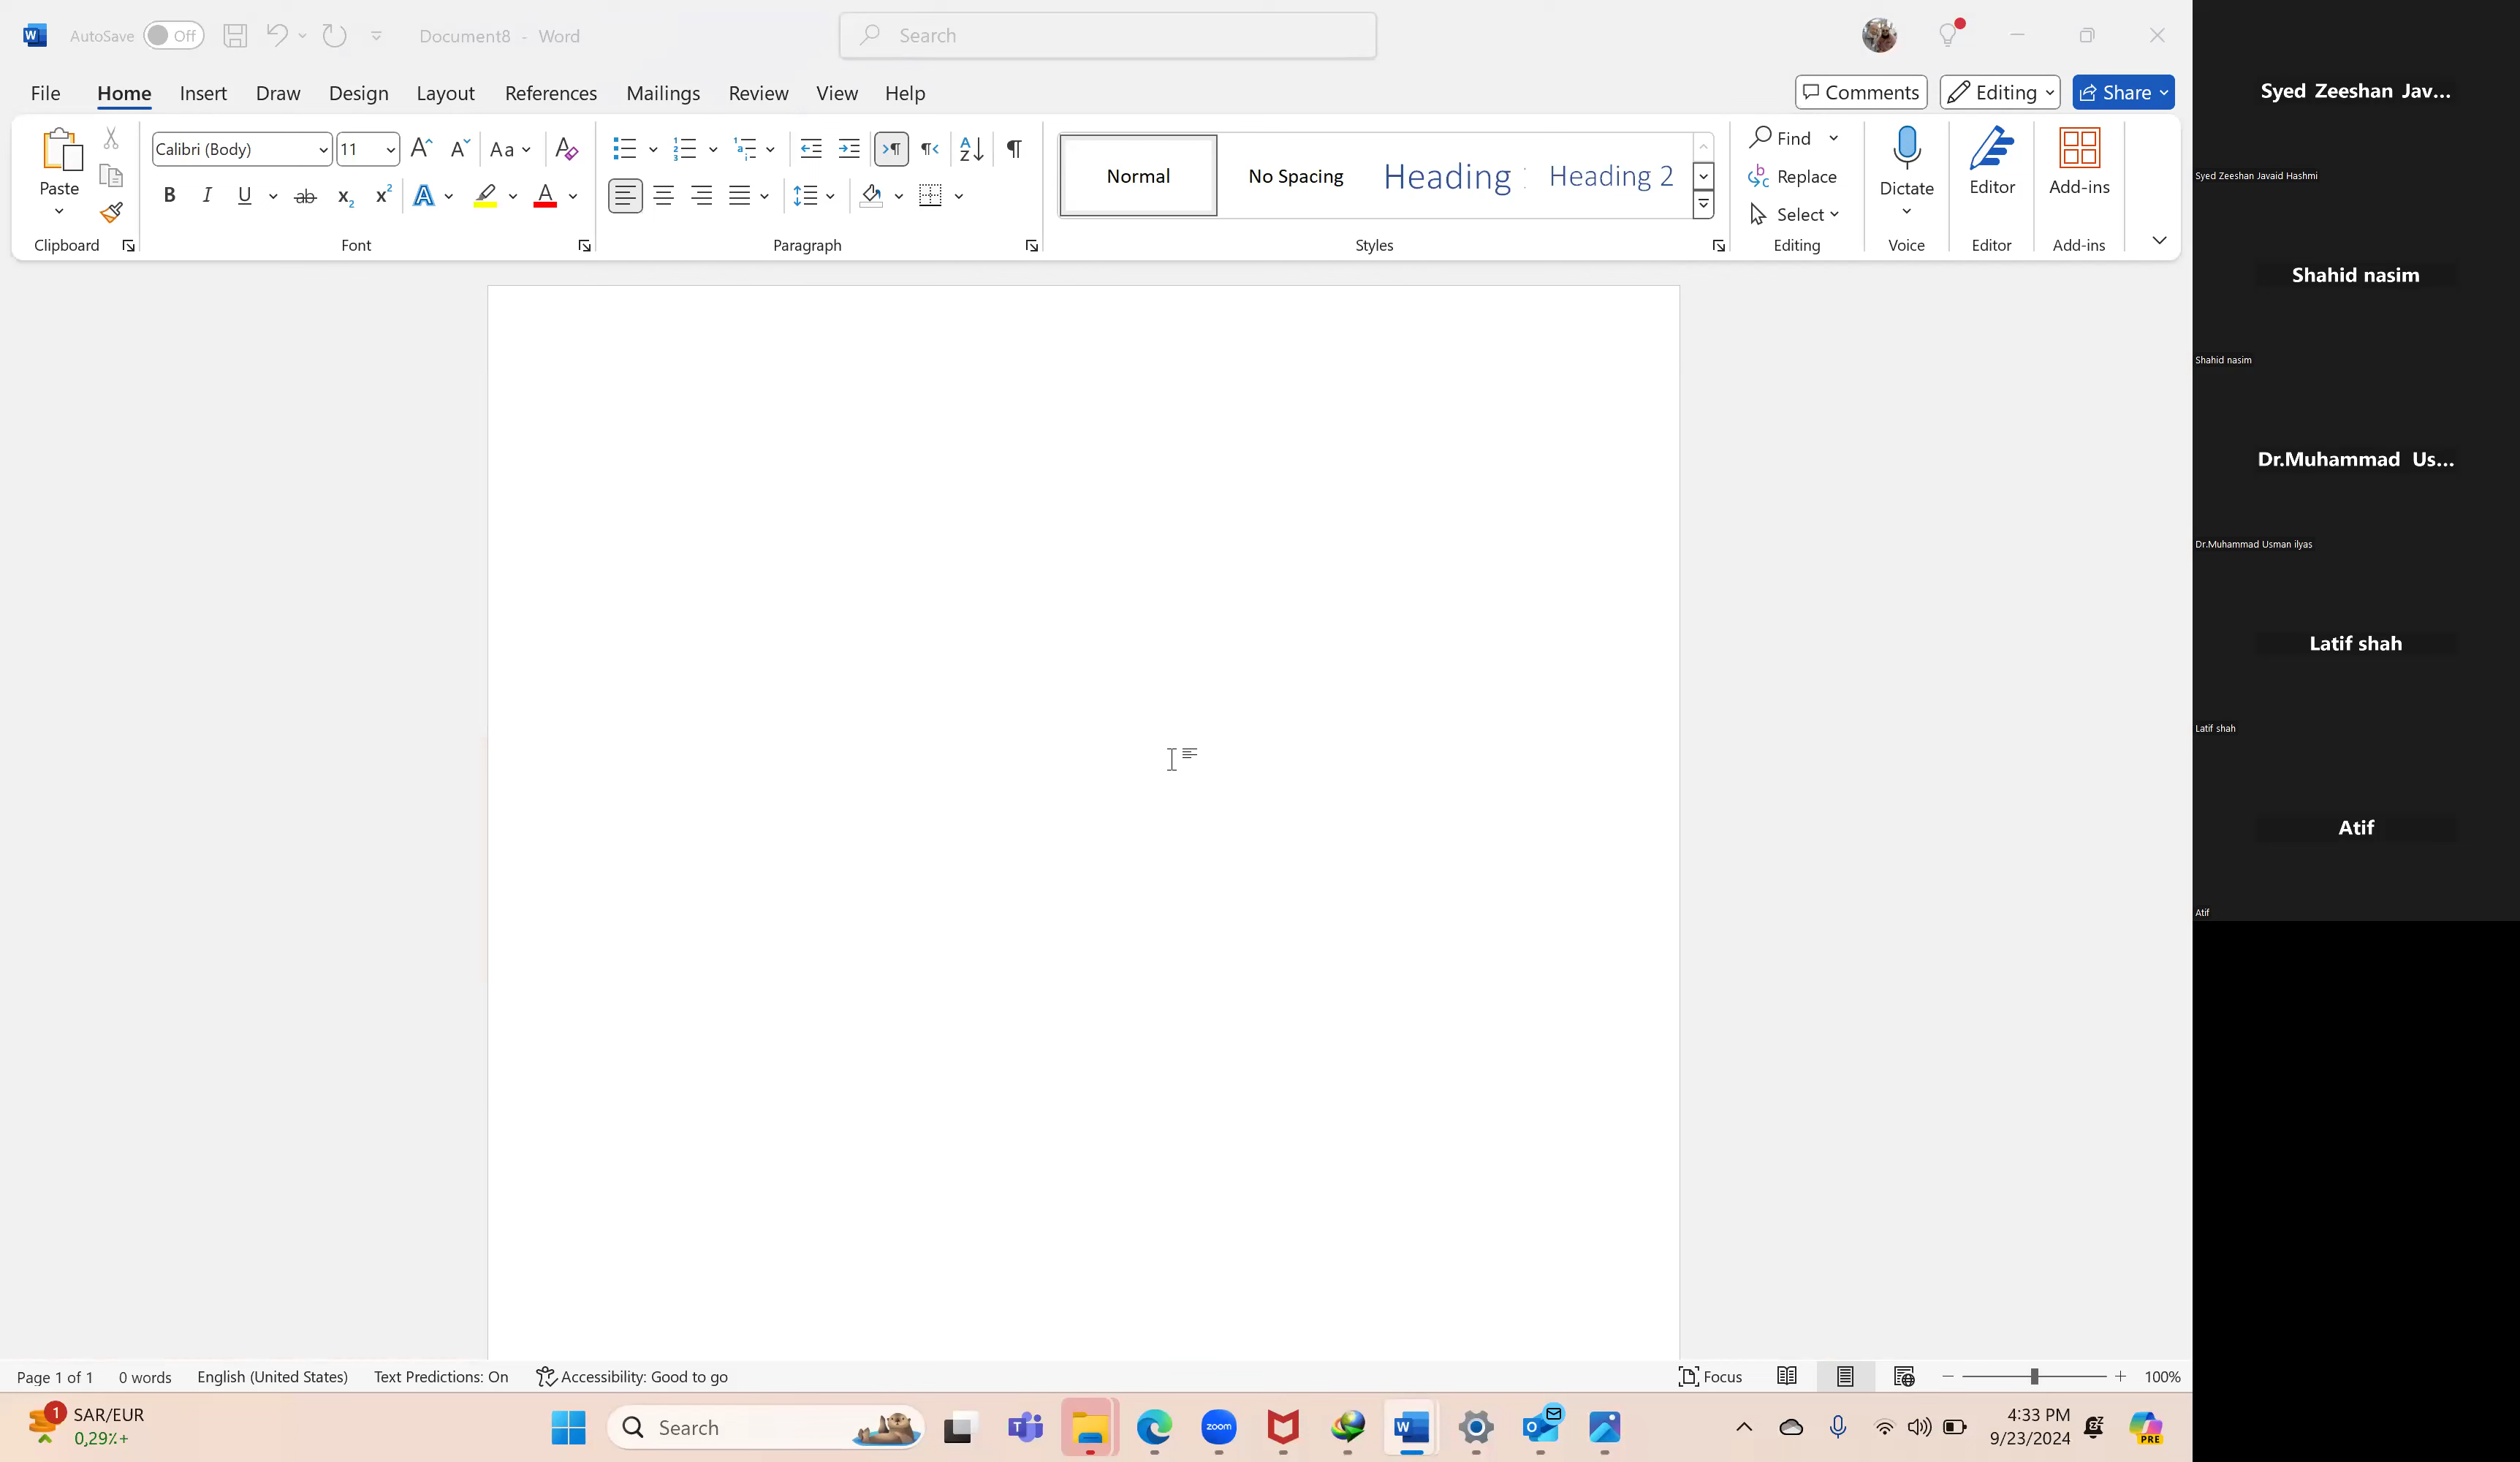 AutoSave Off Document8 - Word Search
File Home Insert Draw Design Layout References Mailings Review View Help Comments Editing Share
Paste
Clipboard
Calibri (Body) 11
Font
Paragraph
Normal No Spacing Heading Heading 2
Styles
Find
Replace
Select
Editing
Dictate
Voice
Editor
Editor
Add-ins
Add-ins
Page 1 of 1 0 words English (United States) Text Predictions: On Accessibility: Good to go Focus 100%
1 SAR/EUR
0,29%+
Search
zoom
4:33 PM
9/23/2024
PRE
Syed Zeeshan Jav...
Syed Zeeshan Javaid Hashmi
Shahid nasim
Shahid nasim
Dr.Muhammad Us...
Dr.Muhammad Usman ilyas
Latif shah
Latif shah
Atif
Atif